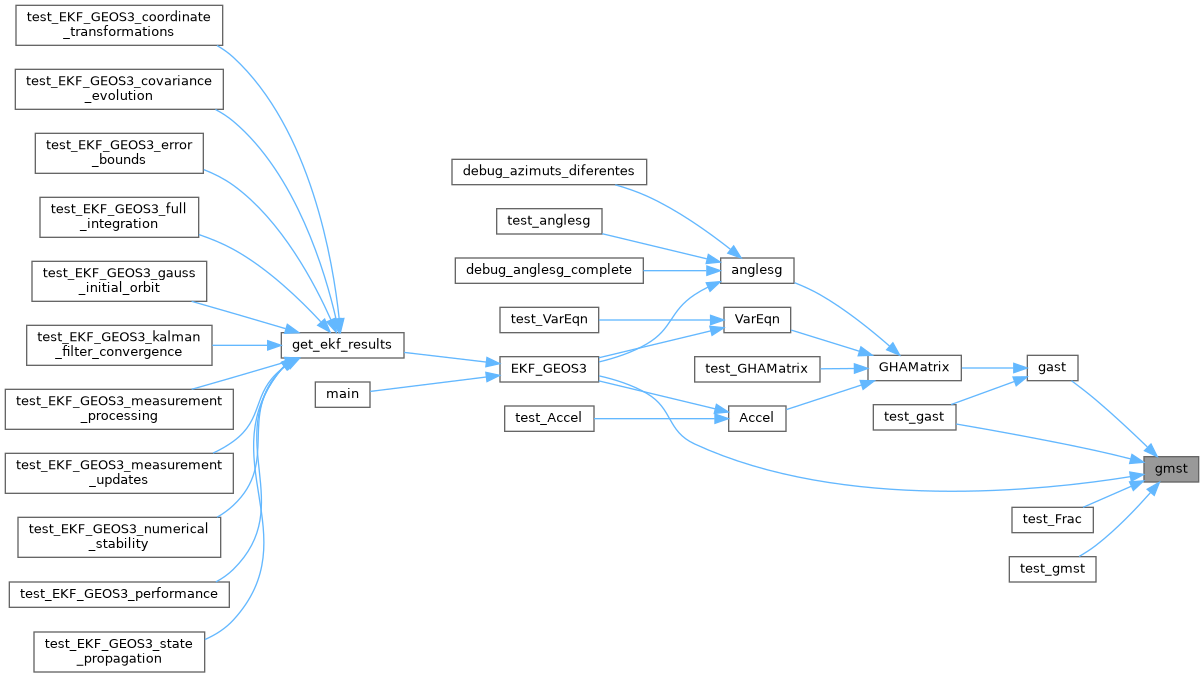 test_EKF_GEOS3_coordinate
_transformations
test_EKF_GEOS3_covariance
_evolution
test_EKF_GEOS3_error
_bounds
test_EKF_GEOS3_full
_integration
test_EKF_GEOS3_gauss
_initial_orbit
test_EKF_GEOS3_kalman
_filter_convergence
test_EKF_GEOS3_measurement
_processing
test_EKF_GEOS3_measurement
_updates
test_EKF_GEOS3_numerical
_stability
test_EKF_GEOS3_performance
test_EKF_GEOS3_state
_propagation
get_ekf_results
main
debug_azimuts_diferentes
test_anglesg
debug_anglesg_complete
test_VarEqn
EKF_GEOS3
test_Accel
anglesg
VarEqn
test_GHAMatrix
Accel
GHAMatrix
test_gast
gast
test_Frac
test_gmst
gmst